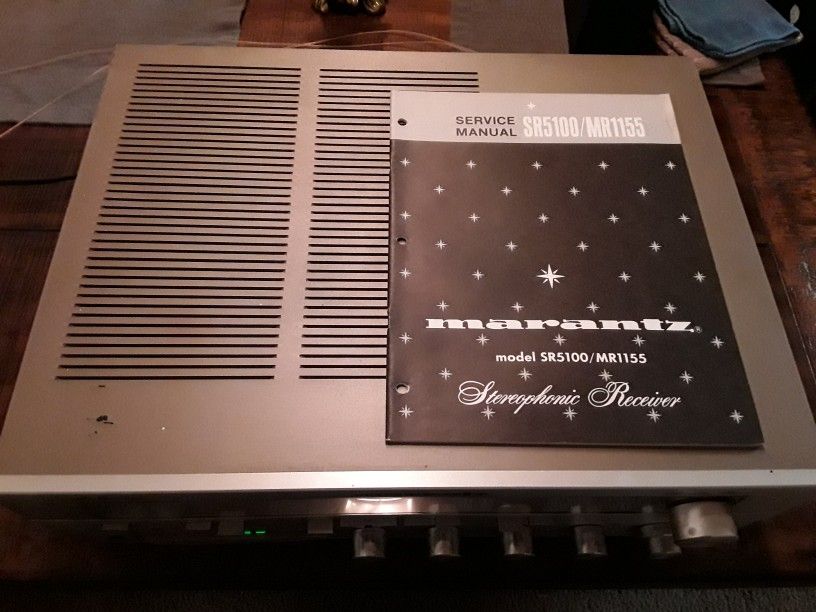 SERVICE
MANUAL SR5100/MR1155
marantz®
model SR5100/MR1155
Stereophonic Receiver